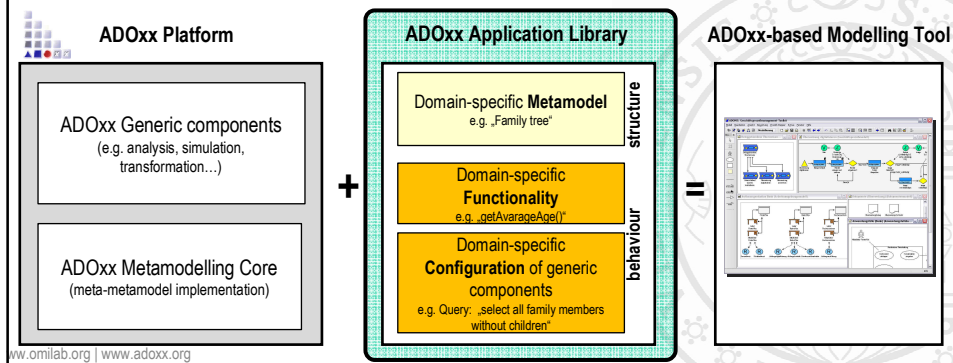 ADOxx Platform
ADOxx Generic components
(e.g. analysis, simulation,
transformation…)
ADOxx Metamodelling Core
(meta-metamodel implementation)
+
ADOxx Application Library
Domain-specific Metamodel
e.g. „Family tree“
structure
Domain-specific
Functionality
e.g. „getAvarageAge()“
Domain-specific
Configuration of generic
components
e.g. Query: „select all family members
without children“
behaviour
=
ADOxx-based Modelling Tool
ww.omilab.org | www.adoxx.org